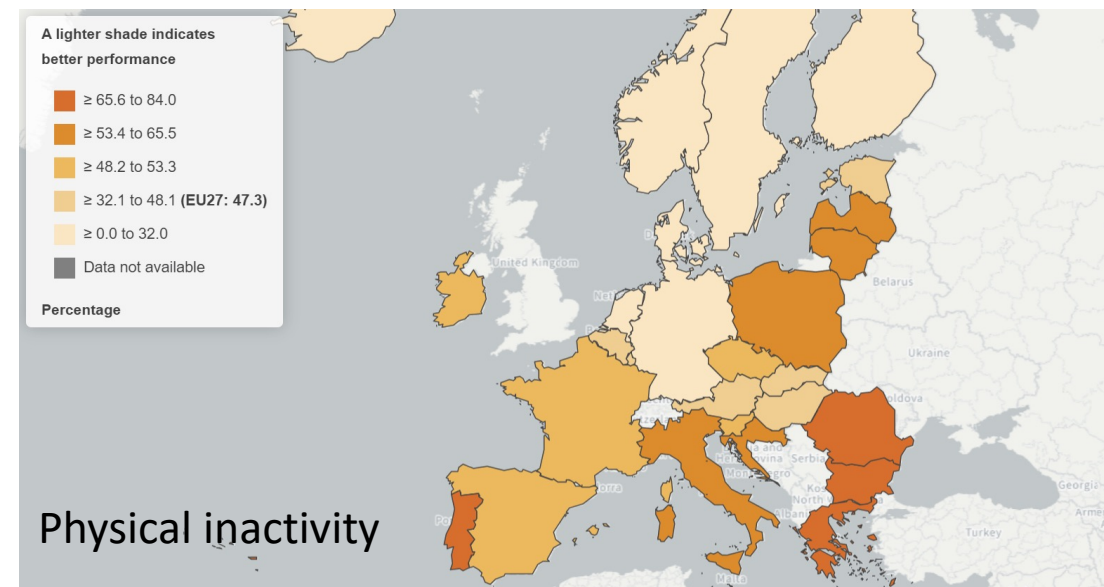 A lighter shade indicates
better performance
≥ 65.6 to 84.0
≥ 53.4 to 65.5
≥ 48.2 to 53.3
≥ 32.1 to 48.1 (EU27: 47.3)
≥ 0.0 to 32.0
Data not available
Percentage
United Kingdom
Belarus
Ukraine
Serbia
Georgia
Turkey
Malta
Physical inactivity